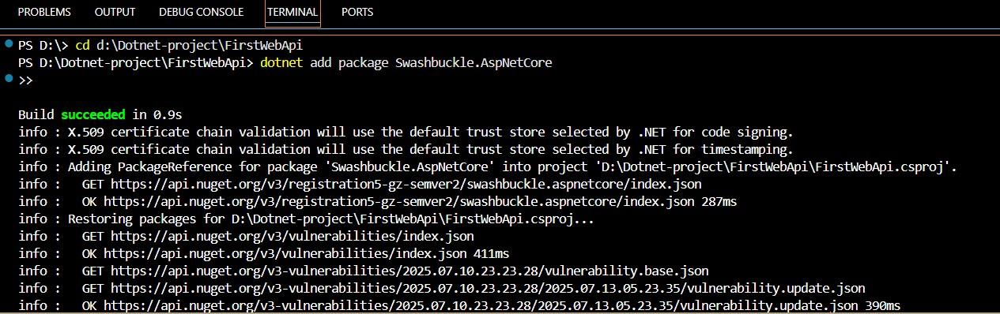 PROBLEMS OUTPUT DEBUG CONSOLE TERMINAL PORTS
PS D:\> cd d:\Dotnet-project\FirstWebApi
PS D:\Dotnet-project\FirstWebApi> dotnet add package Swashbuckle.AspNetCore
>>
Build succeeded in 0.9s
info : X.509 certificate chain validation will use the default trust store selected by .NET for code signing.
info : X.509 certificate chain validation will use the default trust store selected by .NET for timestamping.
info : Adding PackageReference for package 'Swashbuckle.AspNetCore' into project 'D:\Dotnet-project\FirstWebApi\FirstWebApi.csproj'.
info :   GET https://api.nuget.org/v3/registration5-gz-semver2/swashbuckle.aspnetcore/index.json
info :   OK https://api.nuget.org/v3/registration5-gz-semver2/swashbuckle.aspnetcore/index.json 287ms
info : Restoring packages for D:\Dotnet-project\FirstWebApi\FirstWebApi.csproj...
info :   GET https://api.nuget.org/v3/vulnerabilities/index.json
info :   OK https://api.nuget.org/v3/vulnerabilities/index.json 411ms
info :   GET https://api.nuget.org/v3-vulnerabilities/2025.07.10.23.23.28/vulnerability.base.json
info :   GET https://api.nuget.org/v3-vulnerabilities/2025.07.10.23.23.28/2025.07.13.05.23.35/vulnerability.update.json
info :   OK https://api.nuget.org/v3-vulnerabilities/2025.07.10.23.23.28/2025.07.13.05.23.35/vulnerability.update.json 390ms